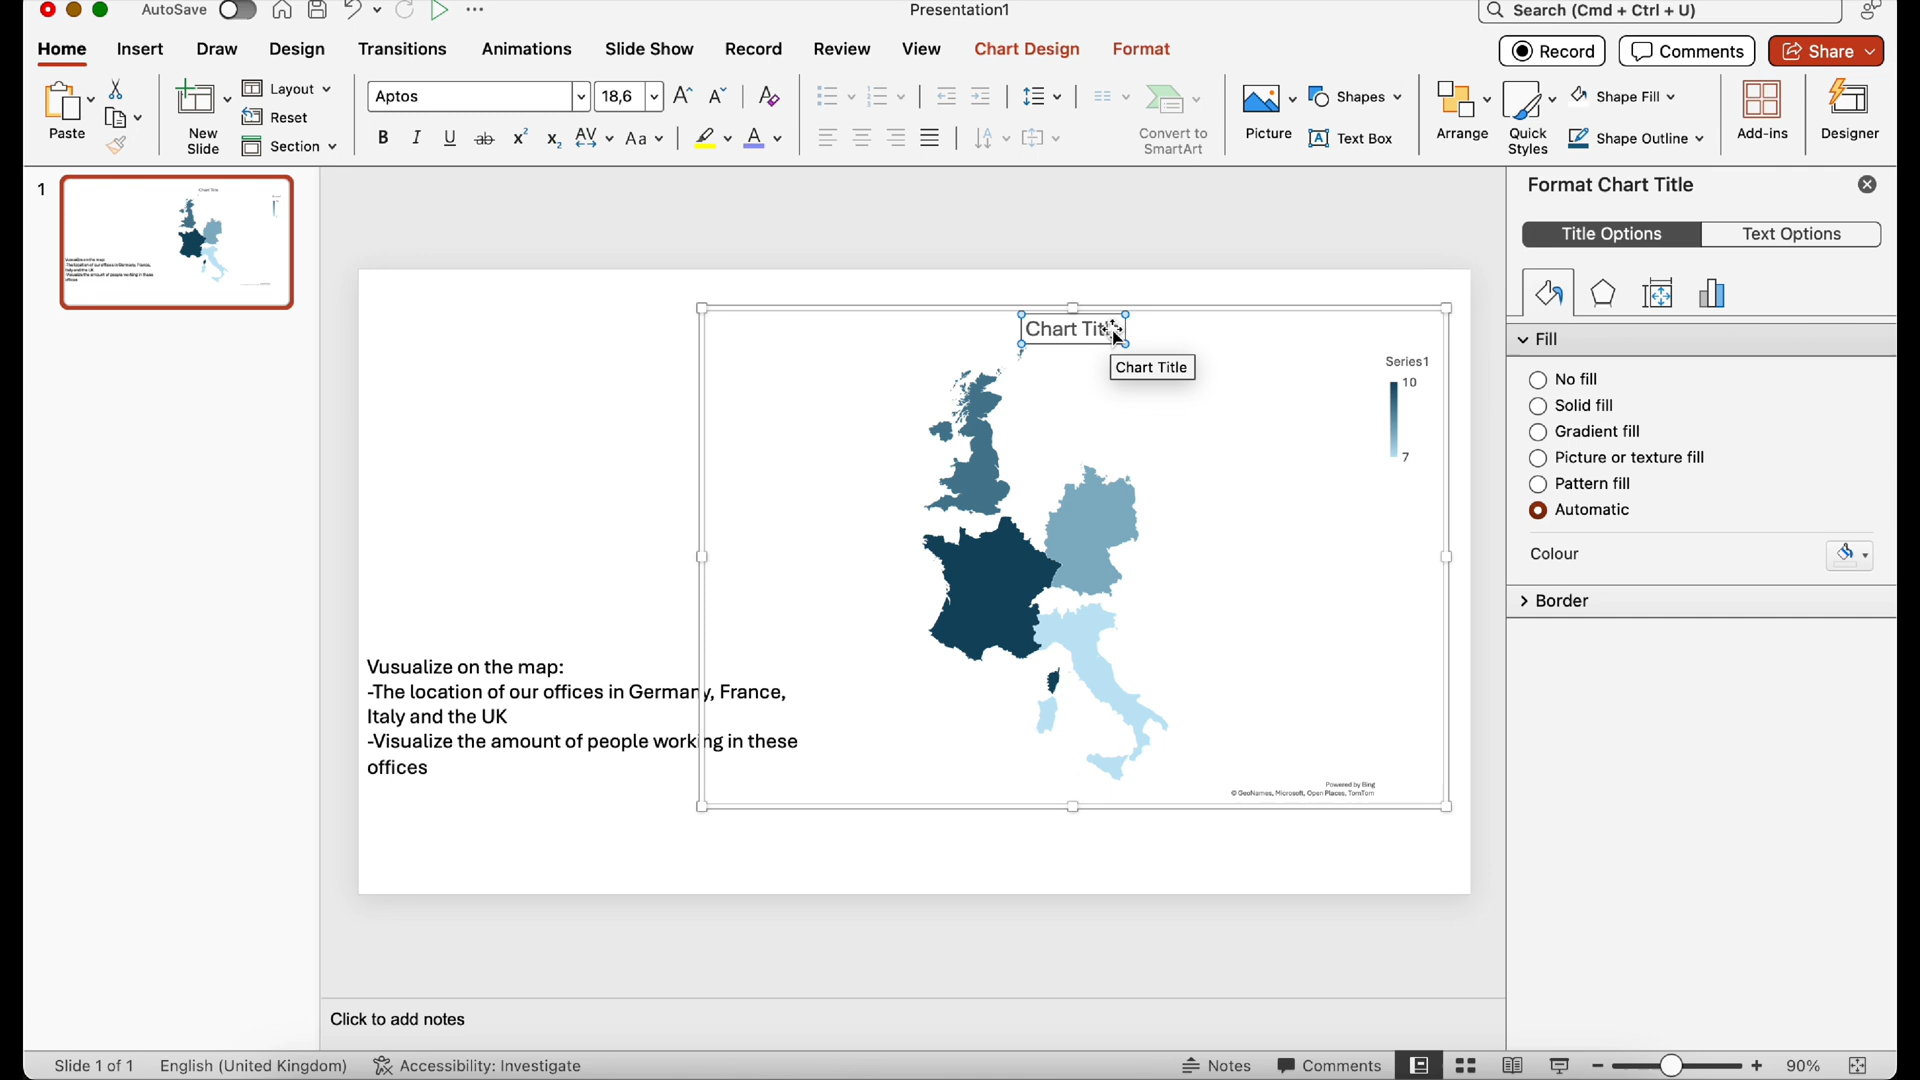 AutoSave
Presentation1
Search (Cmd + Ctrl + U)
Home
Insert
Draw
Design
Transitions
Animations
Slide Show
Record
Review
View
Chart Design
Format
Record
Comments
Share
Paste
New
Slide
Layout
Reset
Section
Aptos
18,6
Convert to
SmartArt
Picture
Shapes
Text Box
Arrange
Quick
Styles
Shape Fill
Shape Outline
Add-ins
Designer
1
Format Chart Title
Title Options
Text Options
Fill
No fill
Solid fill
Gradient fill
Picture or texture fill
Pattern fill
Automatic
Colour
Border
Chart Title
Chart Title
Series1
10
7
Vusualize on the map:
-The location of our offices in Germany, France,
Italy and the UK
-Visualize the amount of people working in these
offices
Powered by Bing
© GeoNames, Microsoft, Open Places, TomTom
Click to add notes
Slide 1 of 1
English (United Kingdom)
Accessibility: Investigate
Notes
Comments
90%